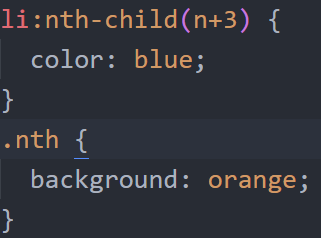 li:nth-child(n+3) {
  color: blue;
}
.nth {
  background: orange;
}